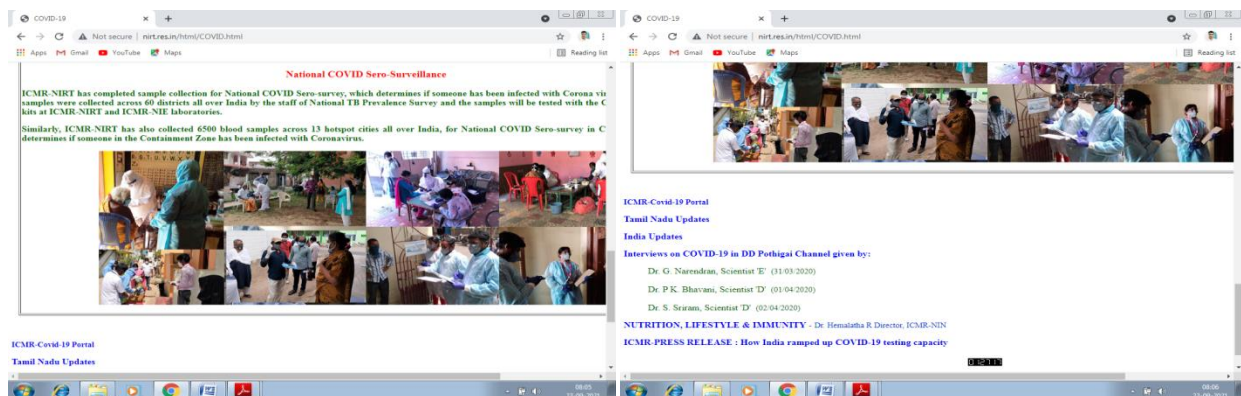 COVID-19
Not secure | nirt.res.in/html/COVID.html
Apps Gmail YouTube Maps Reading list
National COVID Sero-Surveillance
ICMR-NIRT has completed sample collection for National COVID Sero-survey, which determines if someone has been infected with Corona vir
samples were collected across 60 districts all over India by the staff of National TB Prevalence Survey and the samples will be tested with the C
kits at ICMR-NIRT and ICMR-NIE laboratories.
Similarly, ICMR-NIRT has also collected 6500 blood samples across 13 hotspot cities all over India, for National COVID Sero-survey in C
determines if someone in the Containment Zone has been infected with Coronavirus.
ICMR-Covid-19 Portal
Tamil Nadu Updates
08:05
COVID-19
Not secure | nirt.res.in/html/COVID.html
Apps Gmail YouTube Maps Reading list
ICMR-Covid-19 Portal
Tamil Nadu Updates
India Updates
Interviews on COVID-19 in DD Pothigai Channel given by:
Dr. G. Narendran, Scientist 'E' (31/03/2020)
Dr. P.K. Bhavani, Scientist 'D' (01/04/2020)
Dr. S. Sriram, Scientist 'D' (02/04/2020)
NUTRITION, LIFESTYLE & IMMUNITY - Dr Hemalatha R Director, ICMR-NIN
ICMR-PRESS RELEASE : How India ramped up COVID-19 testing capacity
08:06